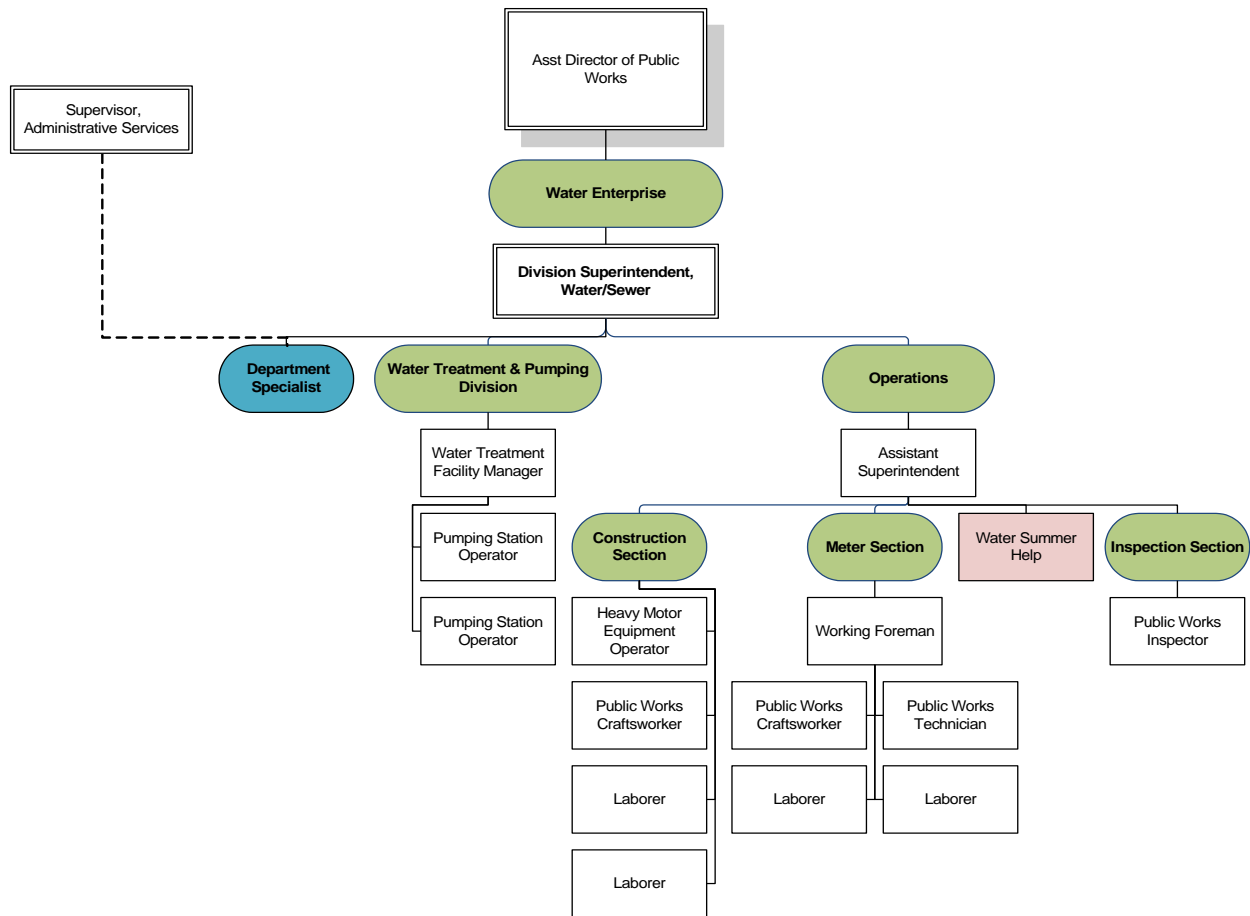 Asst Director of Public
Works
Supervisor,
Administrative Services
Water Enterprise
Division Superintendent,
Water/Sewer
Department
Specialist
Water Treatment & Pumping
Division
Operations
Water Treatment
Facility Manager
Assistant
Superintendent
Pumping Station
Operator
Construction
Section
Meter Section
Water Summer
Help
Inspection Section
Pumping Station
Operator
Heavy Motor
Equipment
Operator
Working Foreman
Public Works
Inspector
Public Works
Craftsworker
Public Works
Craftsworker
Public Works
Technician
Laborer
Laborer
Laborer
Laborer